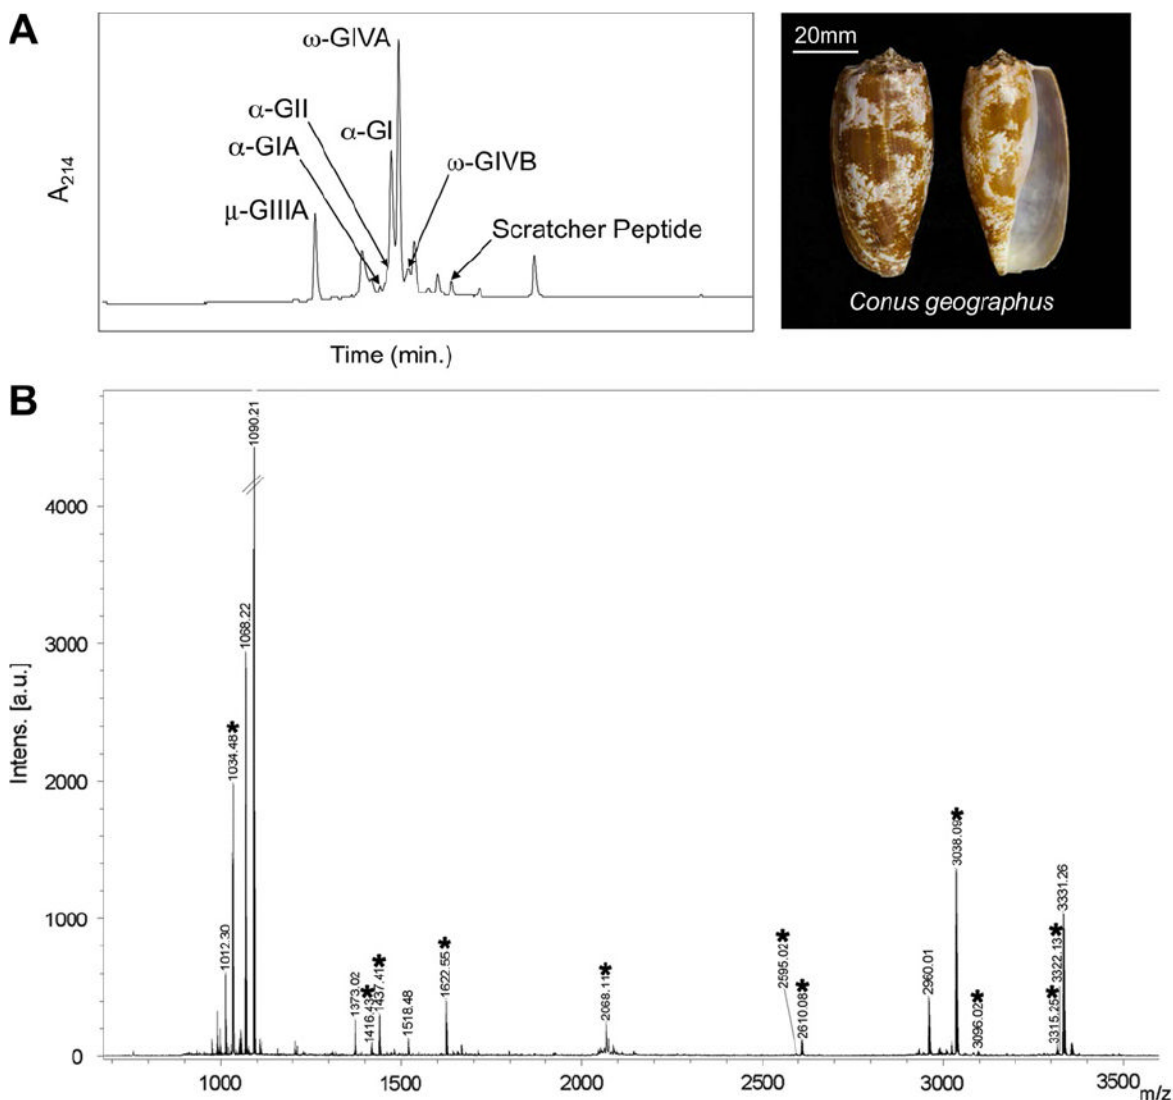 A
ω-GIVA
α-GII
α-GI
α-GIA
ω-GIVB
μ-GIIIA
Scratcher Peptide
A214
Time (min.)
20mm
Conus geographus
B
Intens. [a.u.]
4000
3000
2000
1000
0
1012.30
1034.48*
1068.22
1090.21
1373.02
1416.43*
1437.41*
1518.48
1622.55*
2068.11*
2595.02*
2610.08*
2960.01
3038.09*
3096.02*
3315.25*
3322.13*
3331.26
1000
1500
2000
2500
3000
3500
m/z